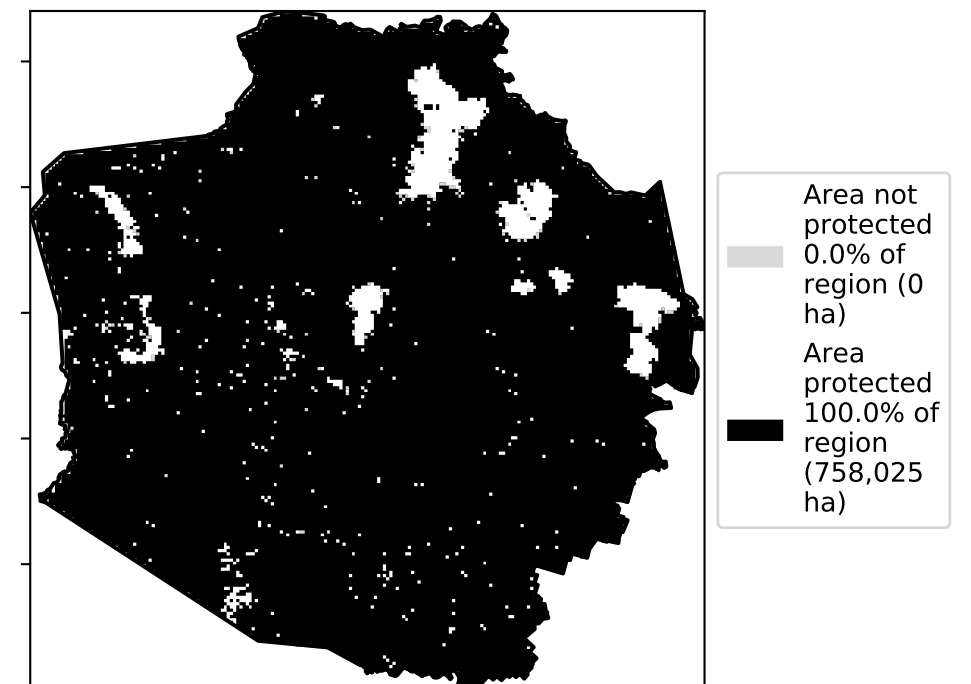 Area not
protected
0.0% of
region (0
ha)
Area
protected
100.0% of
region
(758,025
ha)